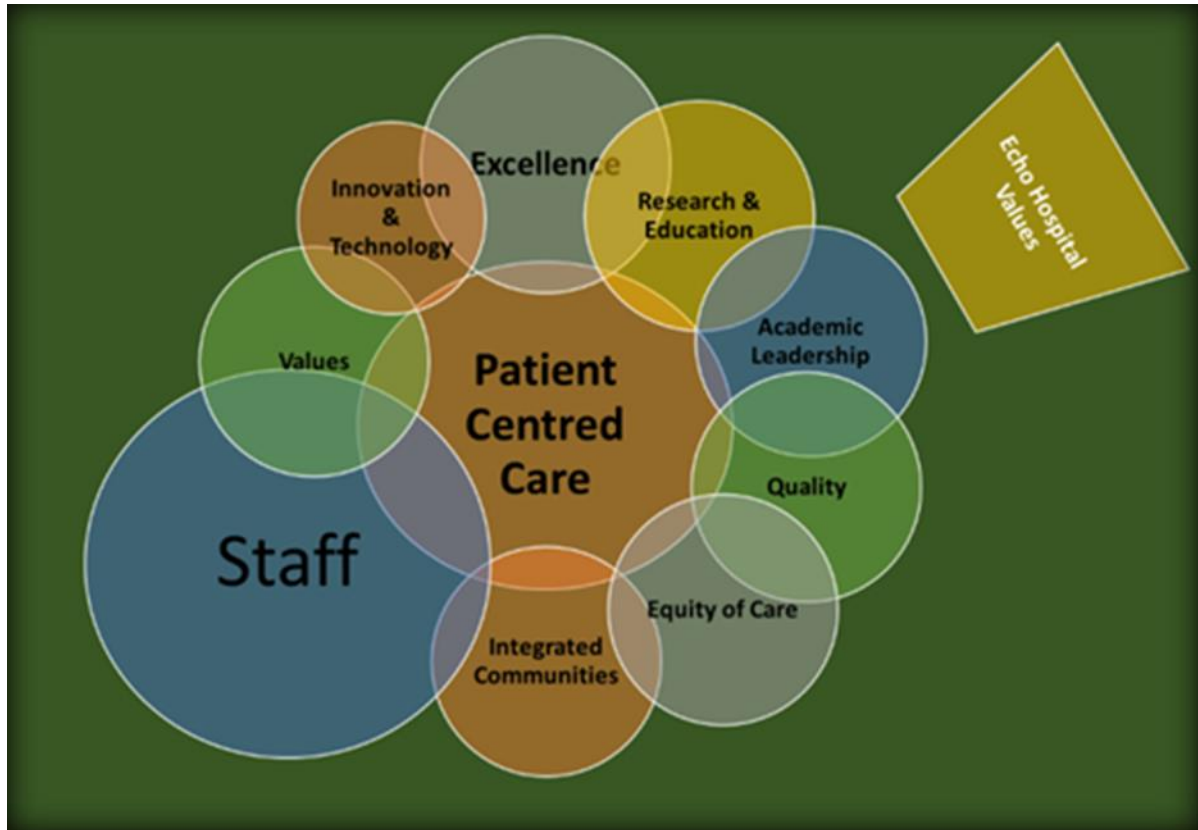 Excellence
Innovation
&
Technology
Research &
Education
Echo Hospital
Values
Academic
Leadership
Values
Patient
Centred
Care
Quality
Staff
Equity of Care
Integrated
Communities